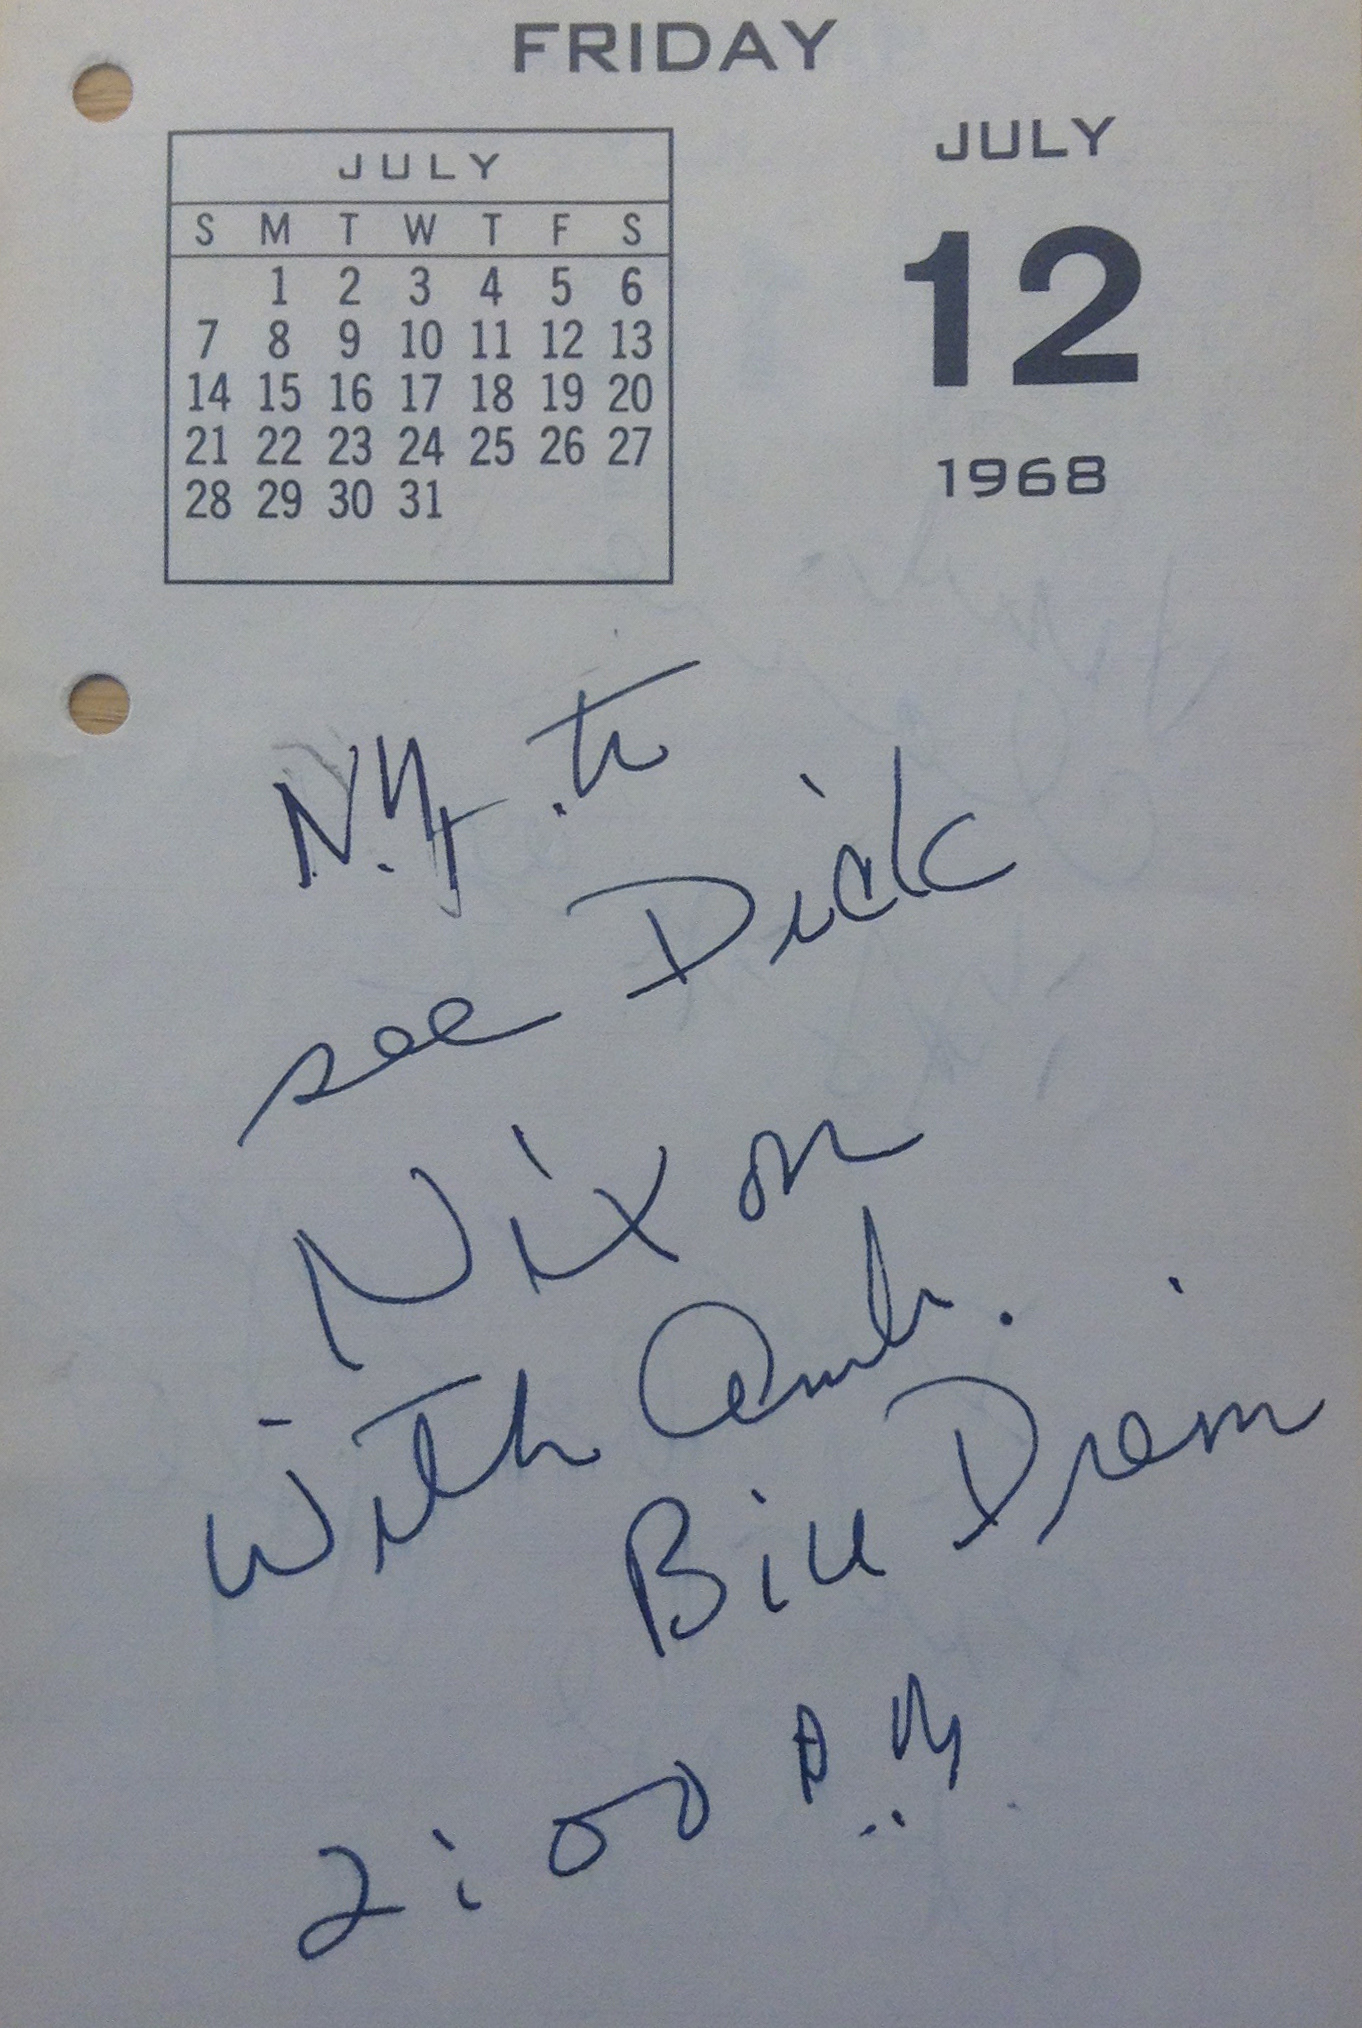 FRIDAY
JULY
S M T W T F S
1 2 3 4 5 6
7 8 9 10 11 12 13
14 15 16 17 18 19 20
21 22 23 24 25 26 27
28 29 30 31
JULY
12
1968
N.Y. to
see Dick
Nixon
with Amb.
Bill Diem
2:00 P.M.